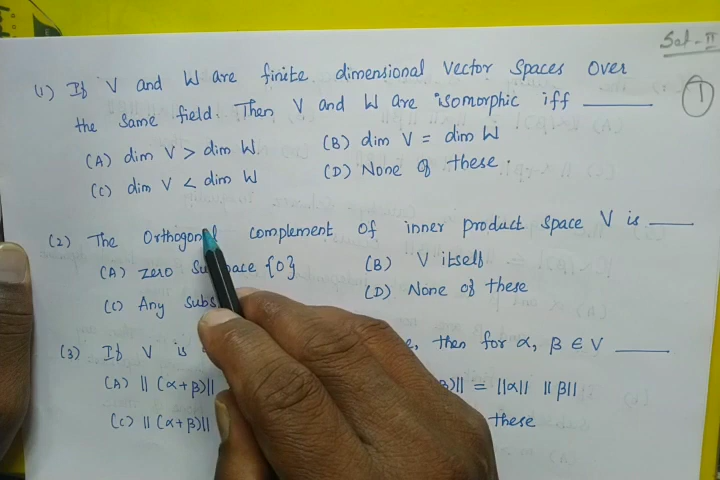 Set-II
1
(1) If V and W are finite dimensional vector spaces over
the same field. Then V and W are isomorphic iff ______
(A) dim V > dim W (B) dim V = dim W
(C) dim V < dim W (D) None of these.
(2) The Orthogonal complement of inner product space V is ______
(A) zero {0} (B) V itself
(C) Any (D) None of these
(3) If V is , then for α, β ∈ V ______
(A) ||(α+β)|| )|| = ||α|| ||β||
(C) ||(α+β)|| these